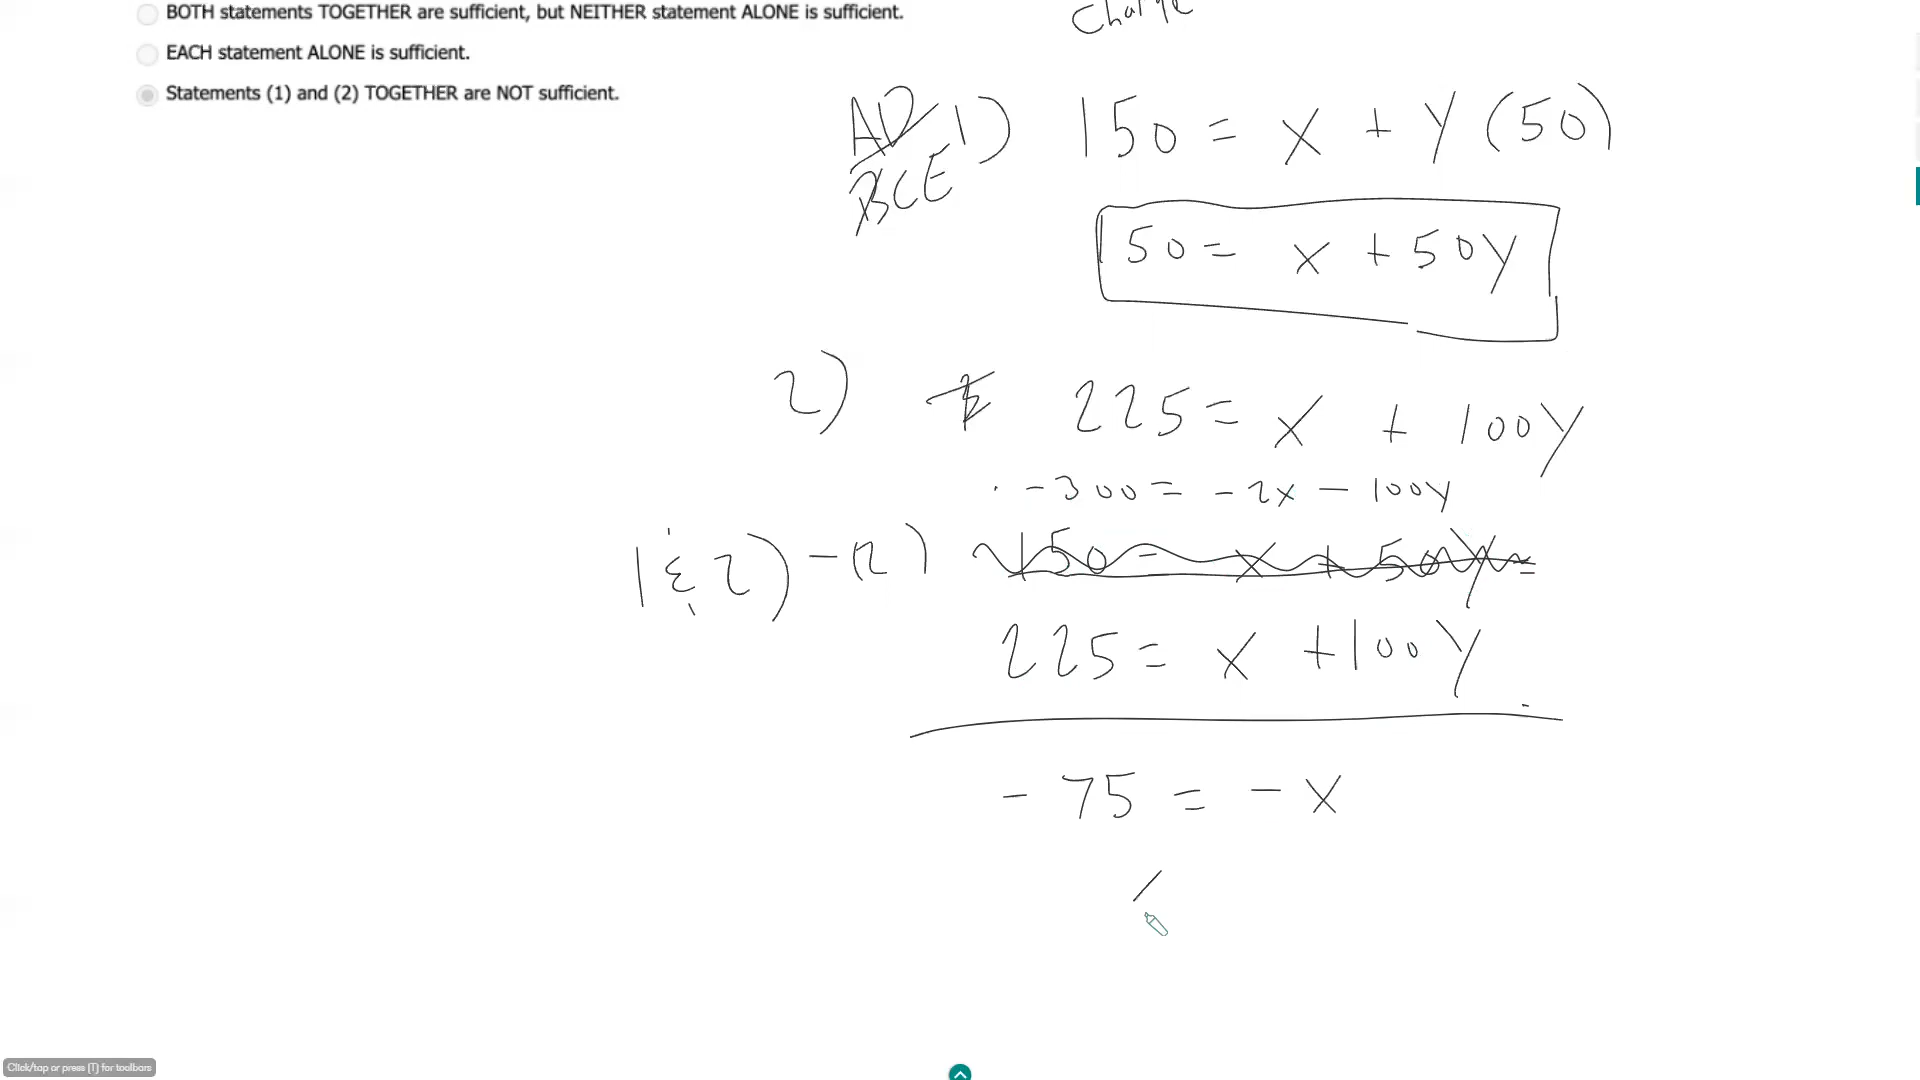 BOTH statements TOGETHER are sufficient, but NEITHER statement ALONE is sufficient.
EACH statement ALONE is sufficient.
Statements (1) and (2) TOGETHER are NOT sufficient.
AD
BCE
1) 150 = x + y (50)
150 = x + 50y
2) 225 = x + 100y
-300 = -2x - 100y
1 & 2) -(2) 150 = x + 50y =
225 = x + 100y
- 75 = - x
Click/tap or press [T] for toolbars